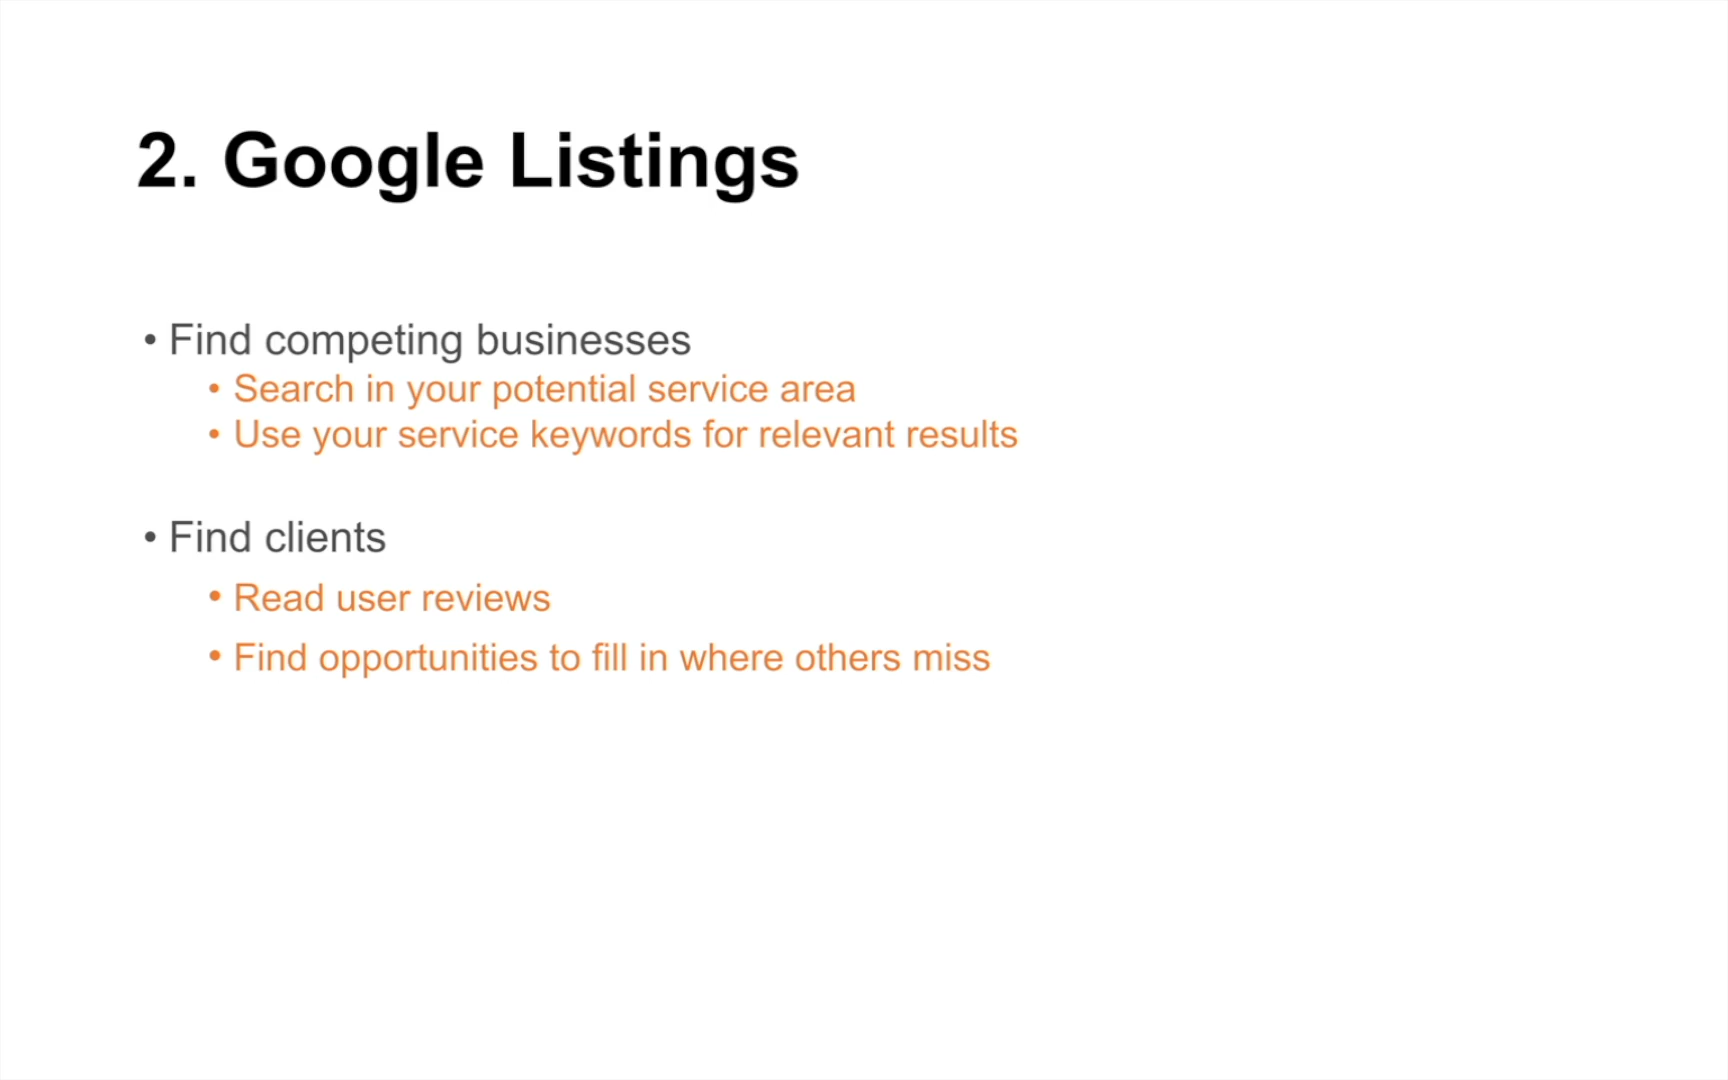 2. Google Listings
• Find competing businesses
• Search in your potential service area
• Use your service keywords for relevant results
• Find clients
• Read user reviews
• Find opportunities to fill in where others miss